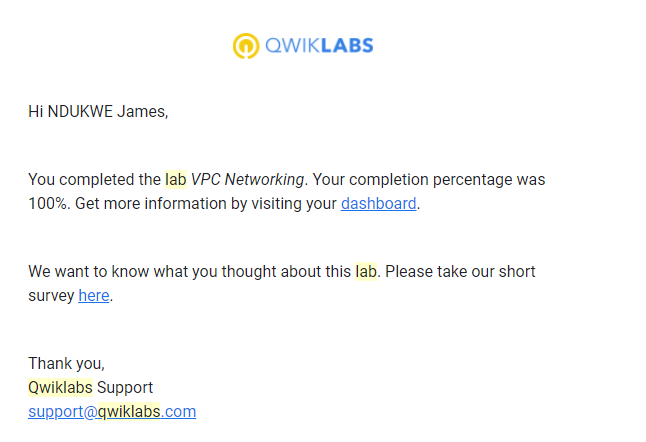 QWIKLABS
Hi NDUKWE James,
You completed the lab VPC Networking. Your completion percentage was
100%. Get more information by visiting your dashboard.
We want to know what you thought about this lab. Please take our short
survey here.
Thank you,
Qwiklabs Support
support@qwiklabs.com